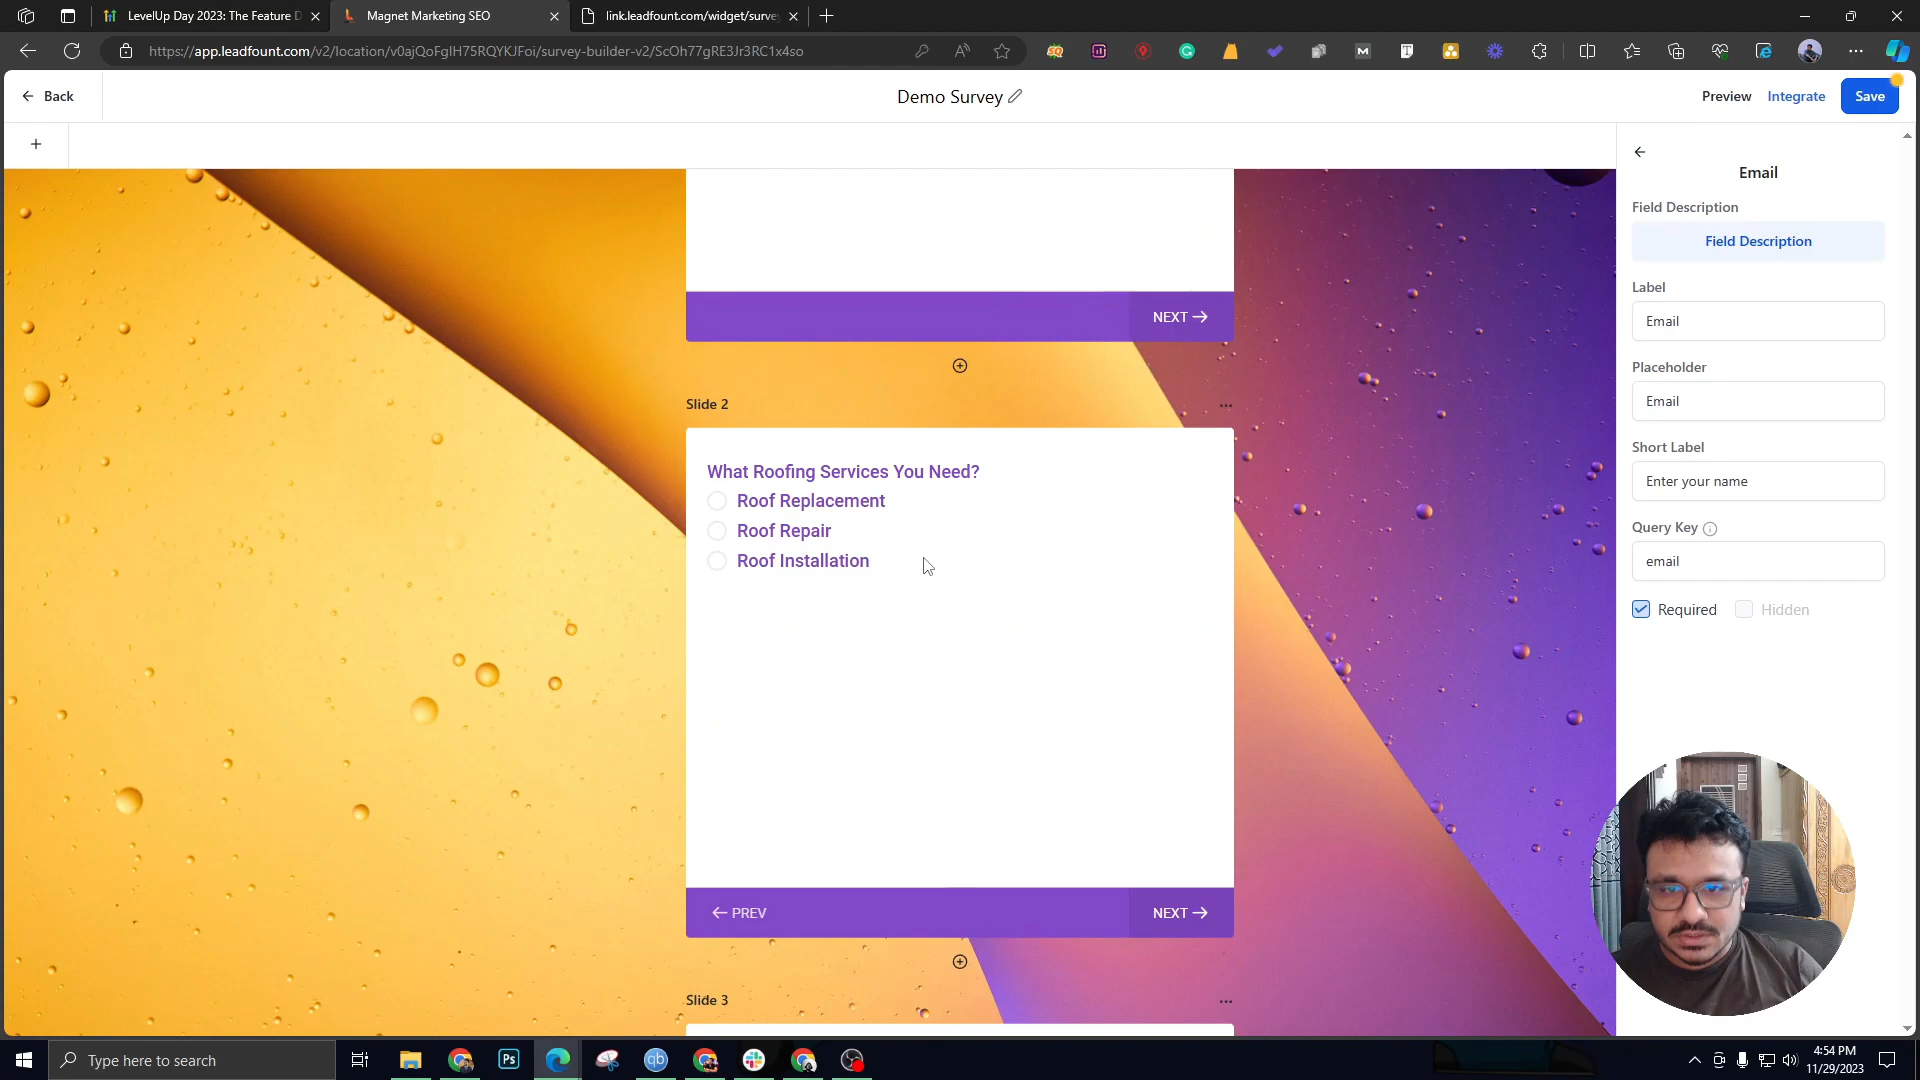 LevelUp Day 2023: The Feature D
Magnet Marketing SEO
link.leadfount.com/widget/surve
https://app.leadfount.com/v2/location/v0ajQoFglH75RQYKJFoi/survey-builder-v2/ScOh77gRE3Jr3RC1x4so
Back
Demo Survey
Preview
Integrate
Save
Email
Field Description
Field Description
Label
Email
Placeholder
Email
Short Label
Enter your name
Query Key
email
Required
Hidden
NEXT
Slide 2
What Roofing Services You Need?
Roof Replacement
Roof Repair
Roof Installation
PREV
NEXT
Slide 3
Type here to search
Ps
qb
4:54 PM
11/29/2023